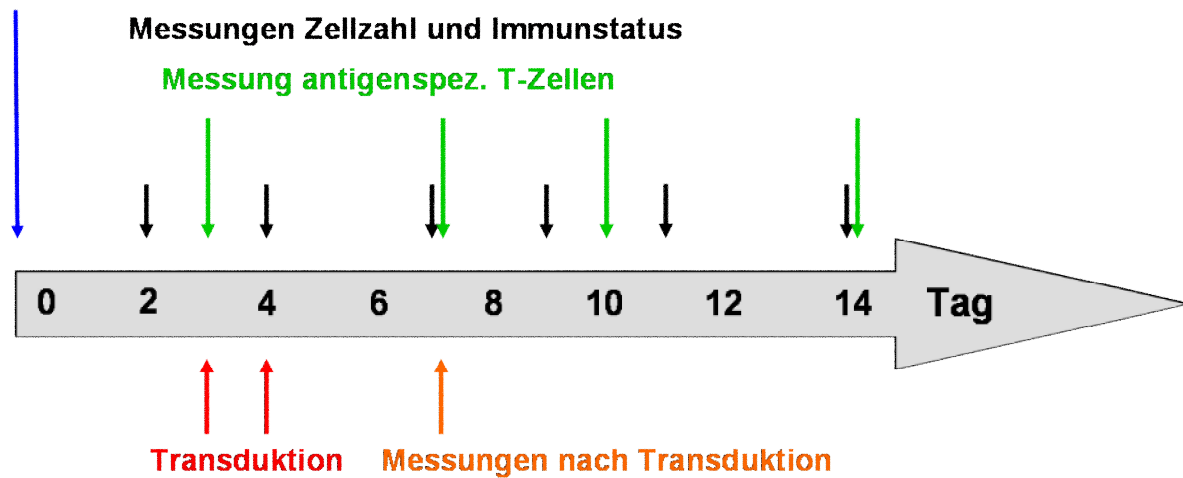 Messungen Zellzahl und Immunstatus
Messung antigenspez. T-Zellen
0 2 4 6 8 10 12 14 Tag
Transduktion Messungen nach Transduktion